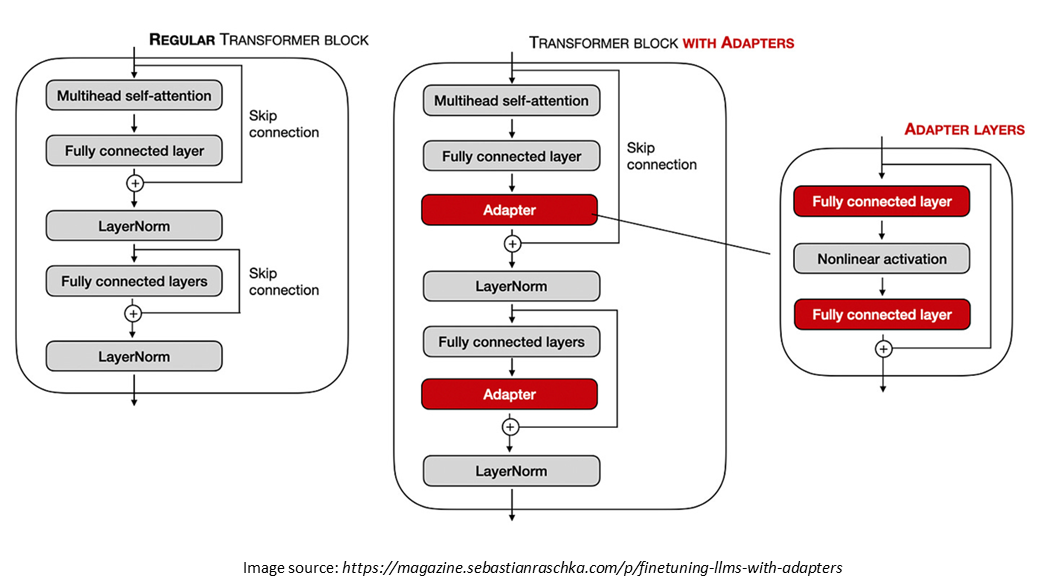 REGULAR TRANSFORMER BLOCK
Multihead self-attention
Fully connected layer
Skip
connection
LayerNorm
Fully connected layers
Skip
connection
LayerNorm
TRANSFORMER BLOCK WITH ADAPTERS
Multihead self-attention
Fully connected layer
Skip
connection
Adapter
LayerNorm
Fully connected layers
Adapter
LayerNorm
ADAPTER LAYERS
Fully connected layer
Nonlinear activation
Fully connected layer
Image source: https://magazine.sebastianraschka.com/p/finetuning-llms-with-adapters